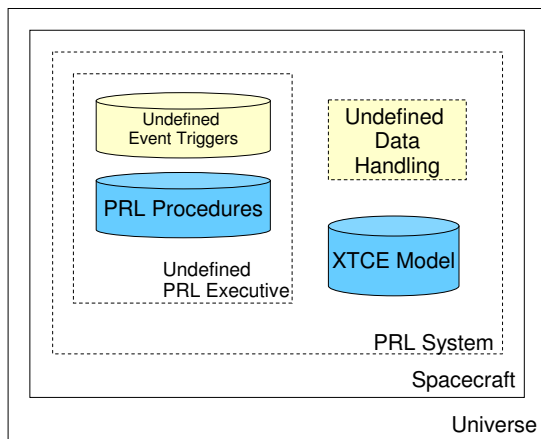 Undefined
Event Triggers
PRL Procedures
Undefined
PRL Executive
Undefined
Data
Handling
XTCE Model
PRL System
Spacecraft
Universe